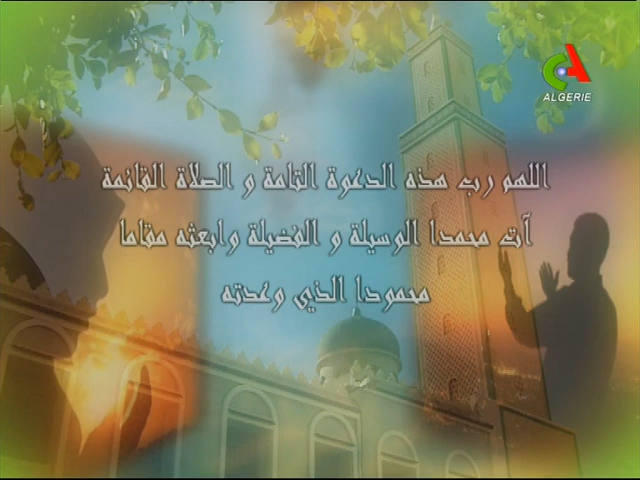 ALGERIE
اللهم رب هذه الدعوة التامة و الصلاة القائمة
آت محمدا الوسيلة و الفضيلة وابعثه مقاما
محمودا الذي وعدته